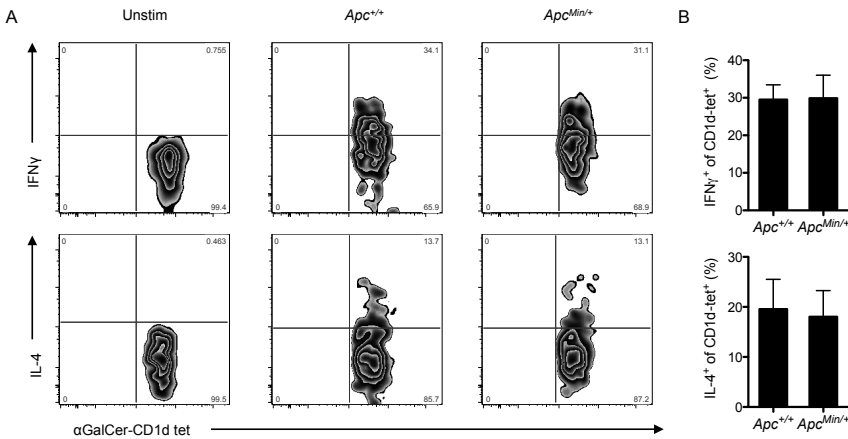 A
Unstim
Apc+/+
ApcMin/+
B
IFNγ
0
0.755
0
99.4
0
34.1
0
65.9
0
31.1
0
68.9
IL-4
0
0.463
0
99.5
0
13.7
0
85.7
0
13.1
0
87.2
αGalCer-CD1d tet
IFNγ+ of CD1d-tet+ (%)
40
30
20
10
0
Apc+/+ ApcMin/+
IL-4+ of CD1d-tet+ (%)
30
20
10
0
Apc+/+ ApcMin/+